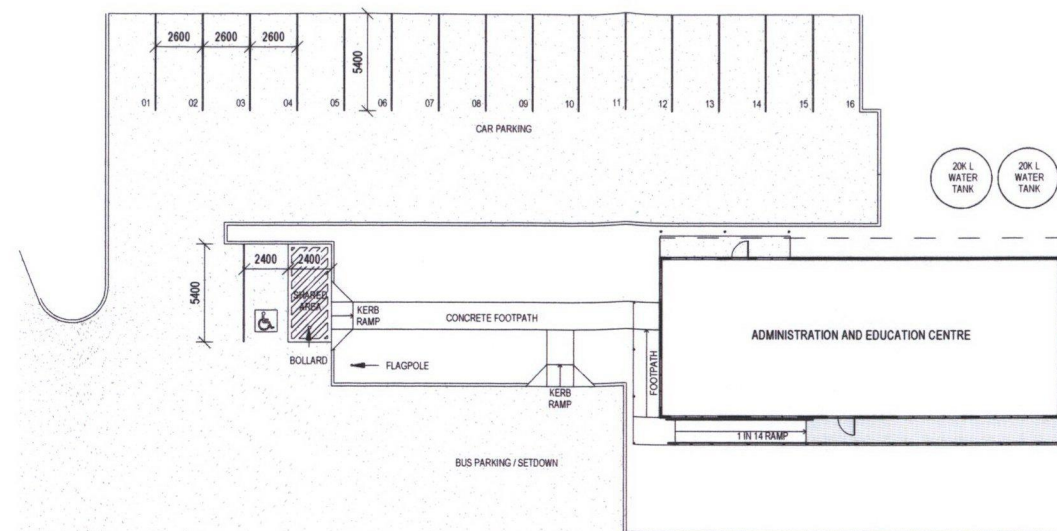 2600
2600
2600
5400
01
02
03
04
05
06
07
08
09
10
11
12
13
14
15
16
CAR PARKING
20K L
WATER
TANK
20K L
WATER
TANK
2400
2400
5400
SHARED
AREA
KERB
RAMP
CONCRETE FOOTPATH
ADMINISTRATION AND EDUCATION CENTRE
BOLLARD
FLAGPOLE
FOOTPATH
KERB
RAMP
1 IN 14 RAMP
BUS PARKING / SETDOWN